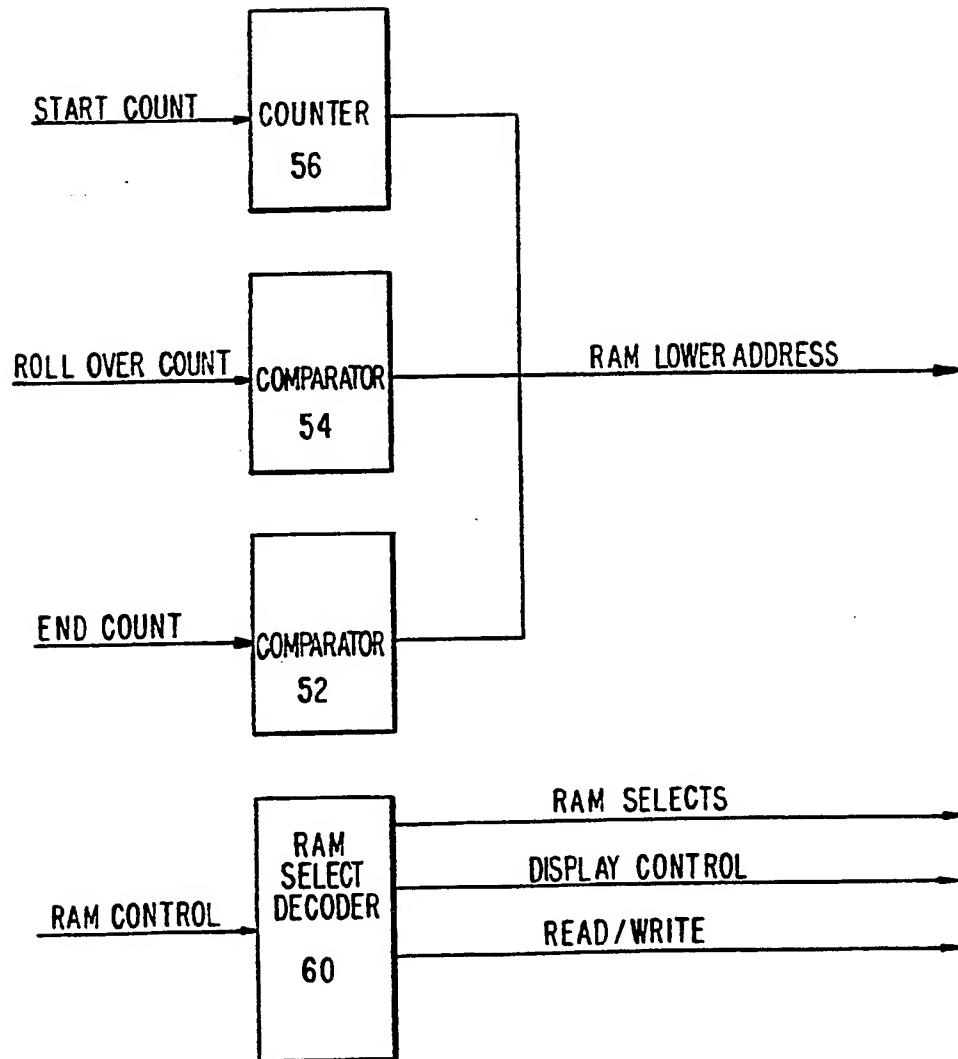 START COUNT
COUNTER
56
ROLL OVER COUNT
COMPARATOR
54
RAM LOWER ADDRESS
END COUNT
COMPARATOR
52
RAM CONTROL
RAM
SELECT
DECODER
60
RAM SELECTS
DISPLAY CONTROL
READ/WRITE